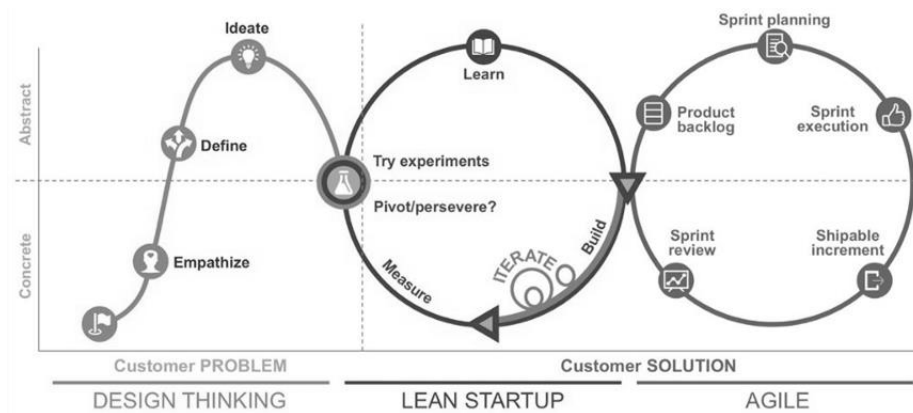 Abstract
Concrete
Ideate
Define
Empathize
Learn
Try experiments
Pivot/persevere?
Measure
ITERATE
Build
Sprint planning
Product
backlog
Sprint
execution
Sprint
review
Shipable
increment
Customer PROBLEM
Customer SOLUTION
DESIGN THINKING
LEAN STARTUP
AGILE